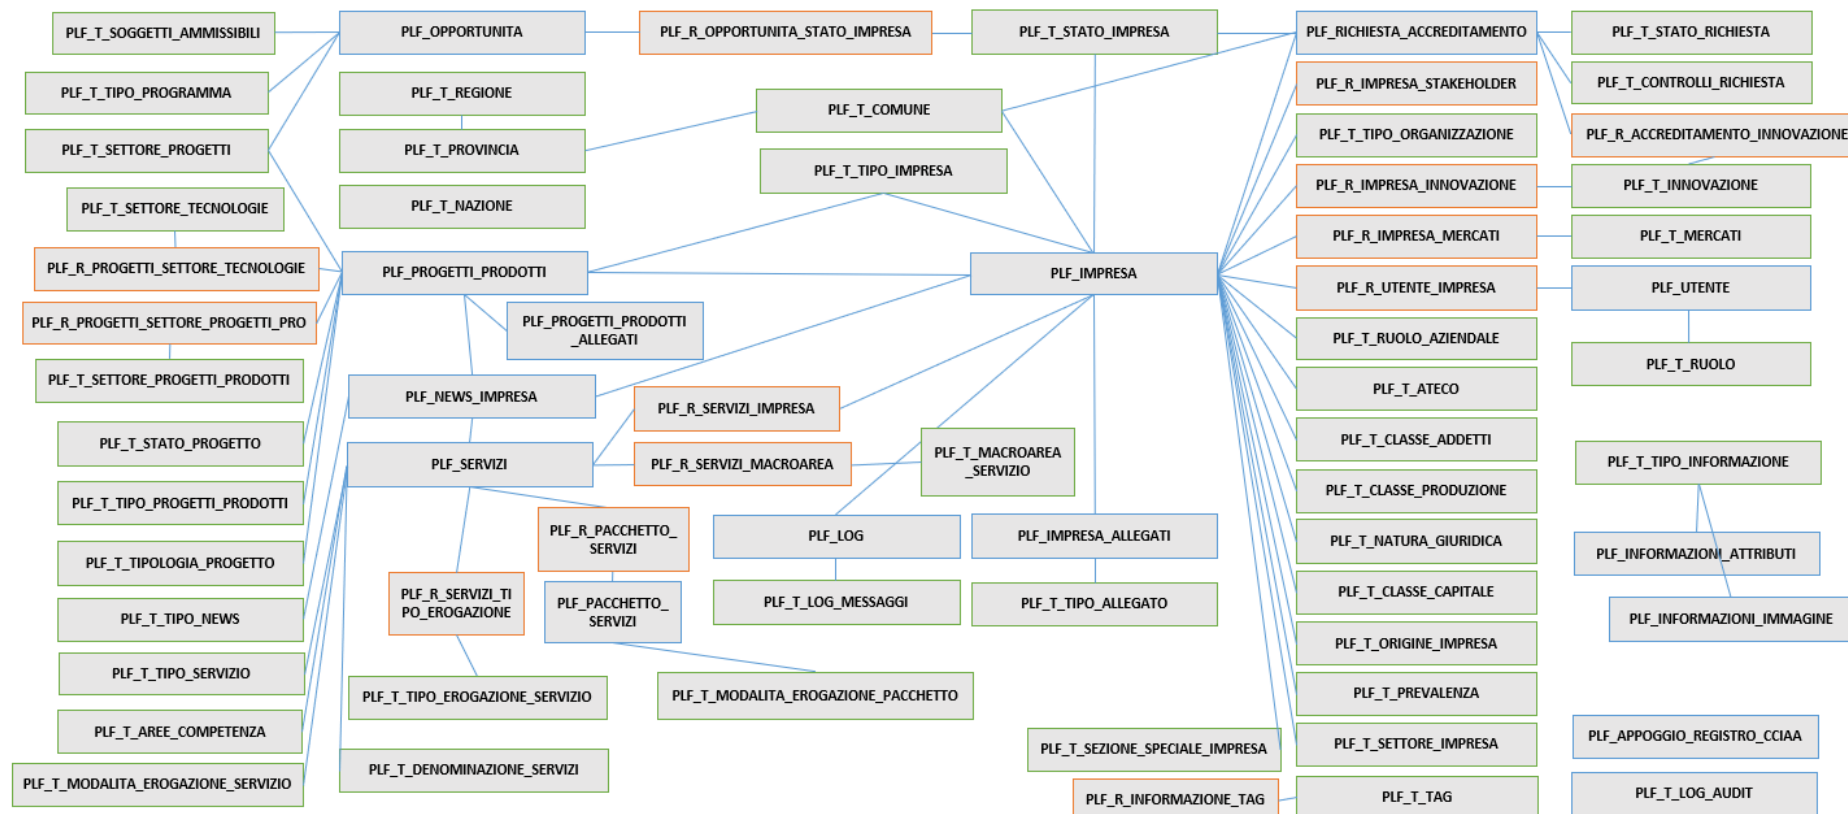 PLF_T_SOGGETTI_AMMISSIBILI
PLF_OPPORTUNITA
PLF_R_OPPORTUNITA_STATO_IMPRESA
PLF_T_STATO_IMPRESA
PLF_RICHIESTA_ACCREDITAMENTO
PLF_T_STATO_RICHIESTA
PLF_T_TIPO_PROGRAMMA
PLF_T_REGIONE
PLF_T_COMUNE
PLF_R_IMPRESA_STAKEHOLDER
PLF_T_CONTROLLI_RICHIESTA
PLF_T_SETTORE_PROGETTI
PLF_T_PROVINCIA
PLF_T_TIPO_IMPRESA
PLF_T_TIPO_ORGANIZZAZIONE
PLF_R_ACCREDITAMENTO_INNOVAZIONE
PLF_T_SETTORE_TECNOLOGIE
PLF_T_NAZIONE
PLF_R_IMPRESA_INNOVAZIONE
PLF_T_INNOVAZIONE
PLF_R_IMPRESA_MERCATI
PLF_T_MERCATI
PLF_R_PROGETTI_SETTORE_TECNOLOGIE
PLF_PROGETTI_PRODOTTI
PLF_IMPRESA
PLF_R_UTENTE_IMPRESA
PLF_UTENTE
PLF_R_PROGETTI_SETTORE_PROGETTI_PRO
PLF_PROGETTI_PRODOTTI
_ALLEGATI
PLF_T_RUOLO_AZIENDALE
PLF_T_RUOLO
PLF_T_SETTORE_PROGETTI_PRODOTTI
PLF_NEWS_IMPRESA
PLF_R_SERVIZI_IMPRESA
PLF_T_ATECO
PLF_T_STATO_PROGETTO
PLF_SERVIZI
PLF_R_SERVIZI_MACROAREA
PLF_T_MACROAREA
_SERVIZIO
PLF_T_CLASSE_ADDETTI
PLF_T_TIPO_INFORMAZIONE
PLF_T_TIPO_PROGETTI_PRODOTTI
PLF_T_CLASSE_PRODUZIONE
PLF_R_PACCHETTO_
SERVIZI
PLF_LOG
PLF_IMPRESA_ALLEGATI
PLF_T_NATURA_GIURIDICA
PLF_INFORMAZIONI_ATTRIBUTI
PLF_T_TIPOLOGIA_PROGETTO
PLF_R_SERVIZI_TI
PO_EROGAZIONE
PLF_PACCHETTO_
SERVIZI
PLF_T_LOG_MESSAGGI
PLF_T_TIPO_ALLEGATO
PLF_T_CLASSE_CAPITALE
PLF_INFORMAZIONI_IMMAGINE
PLF_T_TIPO_NEWS
PLF_T_ORIGINE_IMPRESA
PLF_T_TIPO_SERVIZIO
PLF_T_TIPO_EROGAZIONE_SERVIZIO
PLF_T_MODALITA_EROGAZIONE_PACCHETTO
PLF_T_PREVALENZA
PLF_T_AREE_COMPETENZA
PLF_T_SEZIONE_SPECIALE_IMPRESA
PLF_T_SETTORE_IMPRESA
PLF_APPOGGIO_REGISTRO_CCIAA
PLF_T_MODALITA_EROGAZIONE_SERVIZIO
PLF_T_DENOMINAZIONE_SERVIZI
PLF_R_INFORMAZIONE_TAG
PLF_T_TAG
PLF_T_LOG_AUDIT